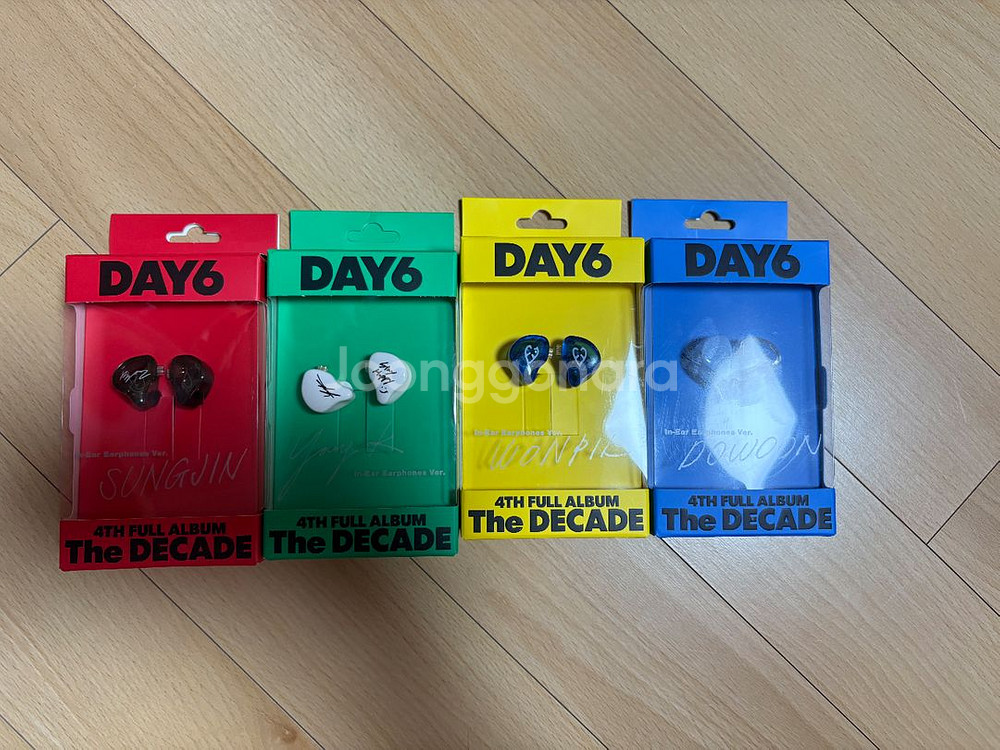 DAY6
In-Ear Earphones Ver.
SUNGJIN
4TH FULL ALBUM
The DECADE
DAY6
Young K
In-Ear Earphones Ver.
4TH FULL ALBUM
The DECADE
DAY6
In-Ear Earphones Ver.
WONPIL
4TH FULL ALBUM
The DECADE
DAY6
In-Ear Earphones Ver.
DOWOON
4TH FULL ALBUM
The DECADE
Joonggonara